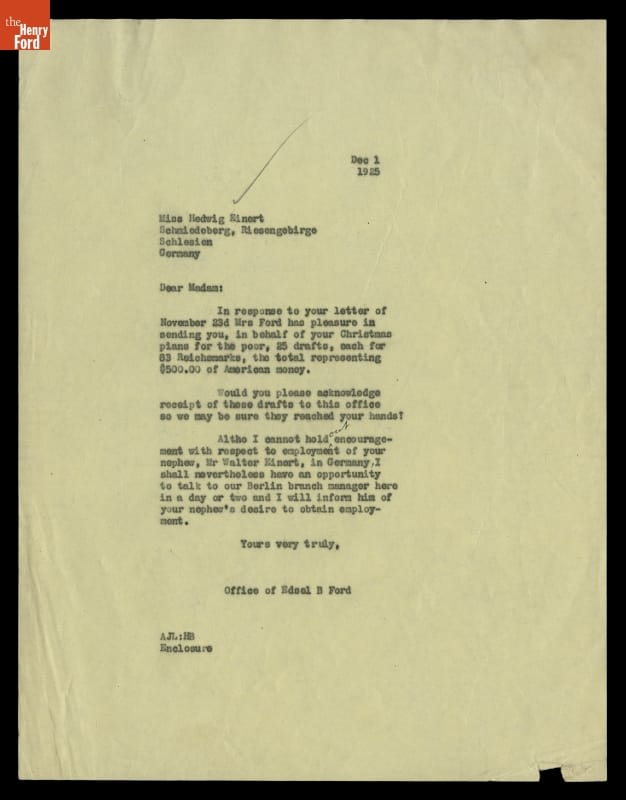 the
Henry
Ford
Dec 1
1925
Miss Hedwig Einert
Schmiedeberg, Riesengebirge
Schlesien
Germany
Dear Madam:
In response to your letter of
November 23d Mrs Ford has pleasure in
sending you, in behalf of your Christmas
plans for the poor, 25 drafts, each for
83 Reichsmarks, the total representing
$500.00 of American money.
Would you please acknowledge
receipt of these drafts to this office
so we may be sure they reached your hands?
Altho I cannot hold out encourage-
ment with respect to employment of your
nephew, Mr Walter Einert, in Germany, I
shall nevertheless have an opportunity
to talk to our Berlin branch manager here
in a day or two and I will inform him of
your nephew's desire to obtain employ-
ment.
Yours very truly,
Office of Edsel B Ford
AJL:HB
Enclosure